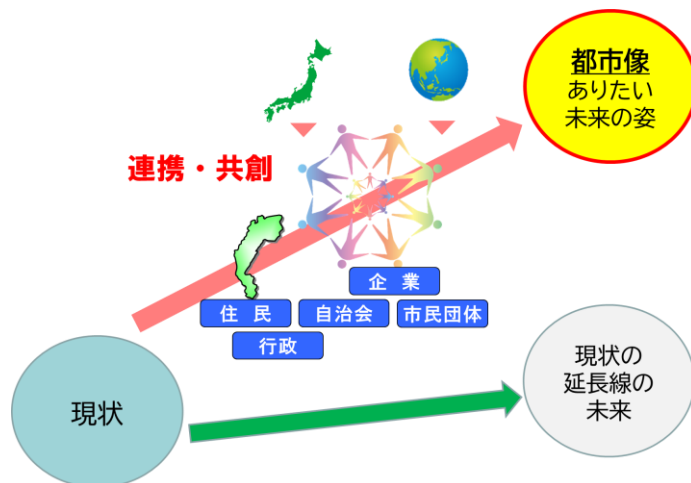 都市像
ありたい
未来の姿
連携・共創
企 業
住 民
自治会
市民団体
行政
現状
現状の
延長線の
未来